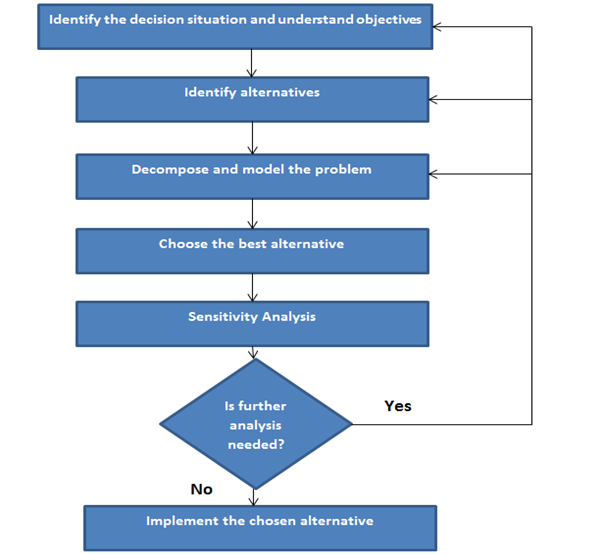 Identify the decision situation and understand objectives
Identify alternatives
Decompose and model the problem
Choose the best alternative
Sensitivity Analysis
Is further
analysis
needed?
Yes
No
Implement the chosen alternative